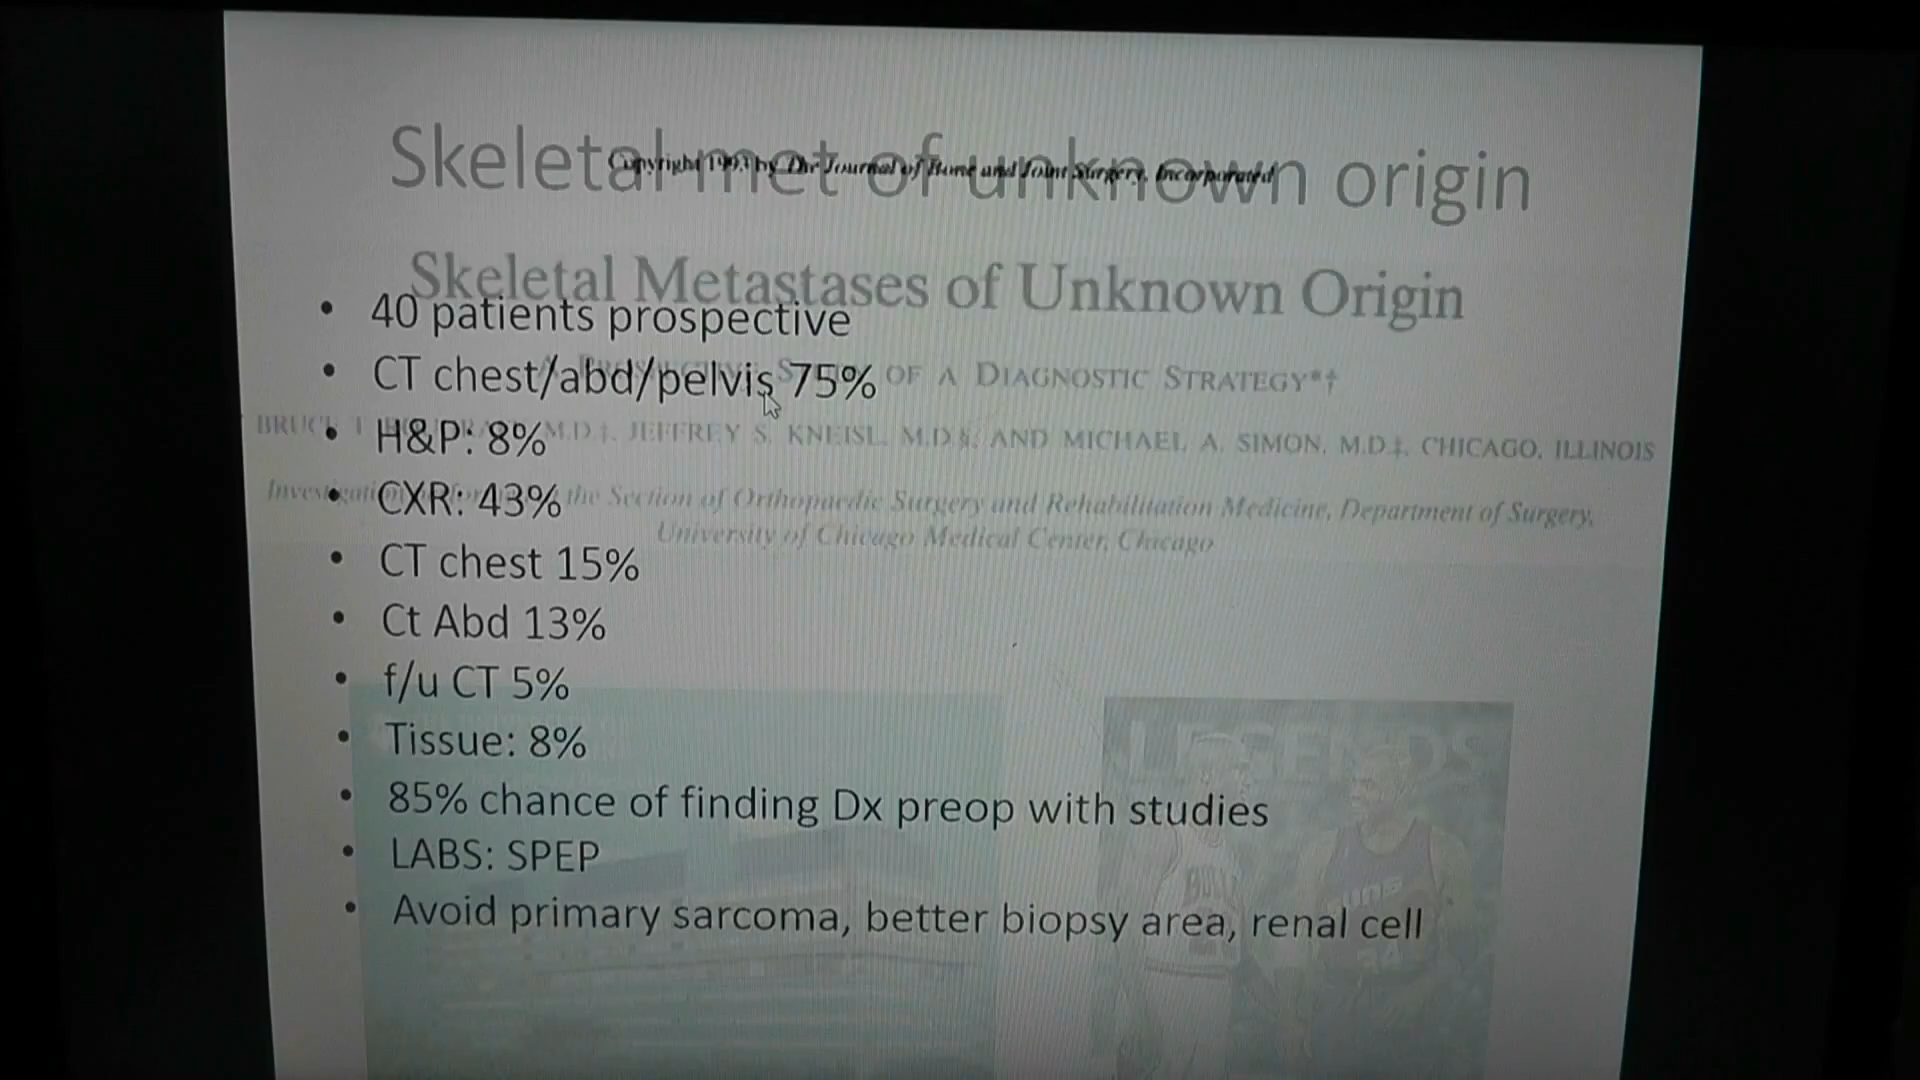 Skeletal met of unknown origin
Copyright 1993 by The Journal of Bone and Joint Surgery, Incorporated
Skeletal Metastases of Unknown Origin
• 40 patients prospective
• CT chest/abd/pelvis 75%
OF A DIAGNOSTIC STRATEGY*†
BRUCE T M.D.‡, JEFFREY S. KNEISL, M.D.§, AND MICHAEL A. SIMON, M.D.‡, CHICAGO, ILLINOIS
• H&P: 8%
• CXR: 43%
the Section of Orthopaedic Surgery and Rehabilitation Medicine, Department of Surgery,
University of Chicago Medical Center, Chicago
• CT chest 15%
• Ct Abd 13%
• f/u CT 5%
• Tissue: 8%
LEGENDS
• 85% chance of finding Dx preop with studies
• LABS: SPEP
• Avoid primary sarcoma, better biopsy area, renal cell
34